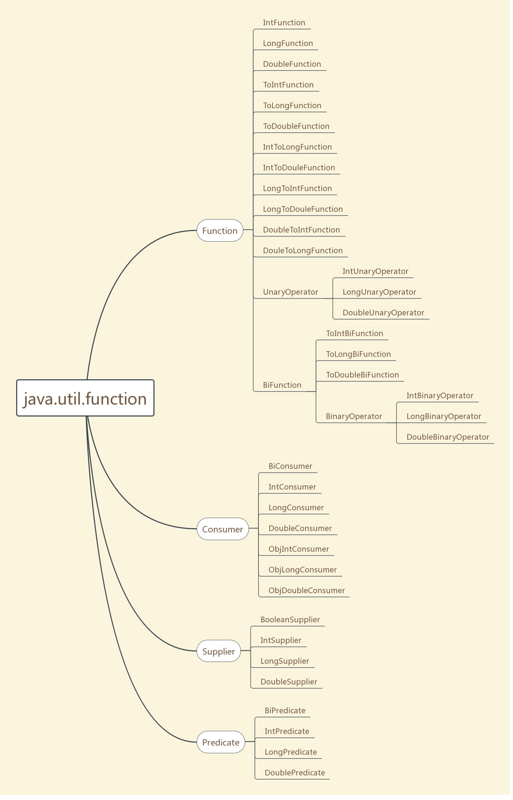 IntFunction
LongFunction
DoubleFunction
ToIntFunction
ToLongFunction
ToDoubleFunction
IntToLongFunction
IntToDouleFunction
LongToIntFunction
LongToDouleFunction
DoubleToIntFunction
DouleToLongFunction
Function
UnaryOperator
IntUnaryOperator
LongUnaryOperator
DoubleUnaryOperator
BiFunction
ToIntBiFunction
ToLongBiFunction
ToDoubleBiFunction
BinaryOperator
IntBinaryOperator
LongBinaryOperator
DoubleBinaryOperator
java.util.function
Consumer
BiConsumer
IntConsumer
LongConsumer
DoubleConsumer
ObjIntConsumer
ObjLongConsumer
ObjDoubleConsumer
Supplier
BooleanSupplier
IntSupplier
LongSupplier
DoubleSupplier
Predicate
BiPredicate
IntPredicate
LongPredicate
DoublePredicate